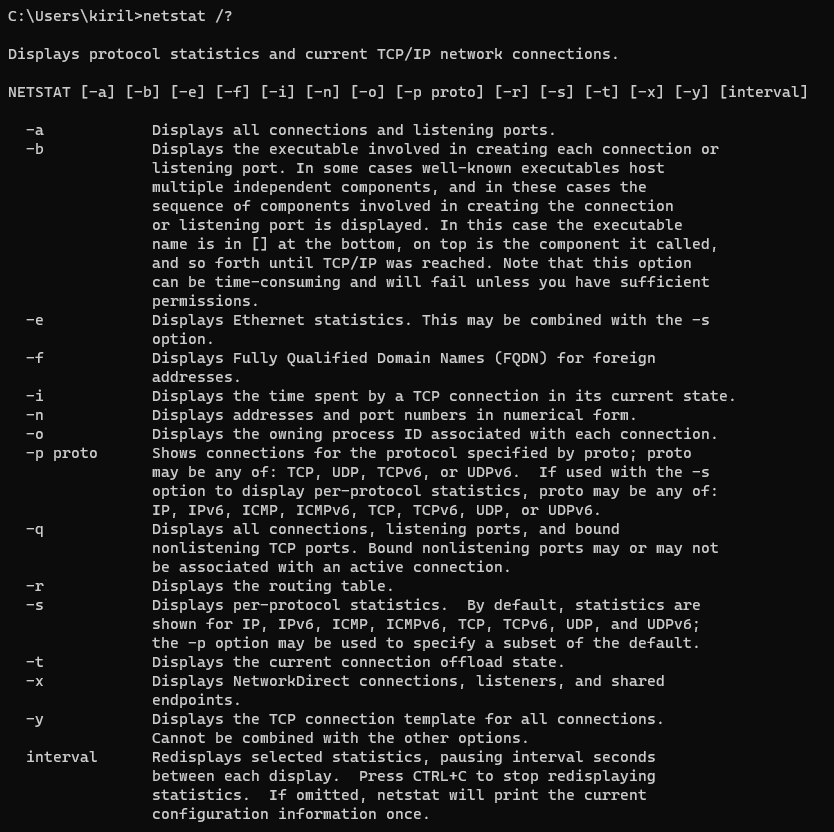 C:\Users\kiril>netstat /?
Displays protocol statistics and current TCP/IP network connections.
NETSTAT [-a] [-b] [-e] [-f] [-i] [-n] [-o] [-p proto] [-r] [-s] [-t] [-x] [-y] [interval]
  -a            Displays all connections and listening ports.
  -b            Displays the executable involved in creating each connection or
                listening port. In some cases well-known executables host
                multiple independent components, and in these cases the
                sequence of components involved in creating the connection
                or listening port is displayed. In this case the executable
                name is in [] at the bottom, on top is the component it called,
                and so forth until TCP/IP was reached. Note that this option
                can be time-consuming and will fail unless you have sufficient
                permissions.
  -e            Displays Ethernet statistics. This may be combined with the -s
                option.
  -f            Displays Fully Qualified Domain Names (FQDN) for foreign
                addresses.
  -i            Displays the time spent by a TCP connection in its current state.
  -n            Displays addresses and port numbers in numerical form.
  -o            Displays the owning process ID associated with each connection.
  -p proto      Shows connections for the protocol specified by proto; proto
                may be any of: TCP, UDP, TCPv6, or UDPv6.  If used with the -s
                option to display per-protocol statistics, proto may be any of:
                IP, IPv6, ICMP, ICMPv6, TCP, TCPv6, UDP, or UDPv6.
  -q            Displays all connections, listening ports, and bound
                nonlistening TCP ports. Bound nonlistening ports may or may not
                be associated with an active connection.
  -r            Displays the routing table.
  -s            Displays per-protocol statistics.  By default, statistics are
                shown for IP, IPv6, ICMP, ICMPv6, TCP, TCPv6, UDP, and UDPv6;
                the -p option may be used to specify a subset of the default.
  -t            Displays the current connection offload state.
  -x            Displays NetworkDirect connections, listeners, and shared
                endpoints.
  -y            Displays the TCP connection template for all connections.
                Cannot be combined with the other options.
  interval      Redisplays selected statistics, pausing interval seconds
                between each display.  Press CTRL+C to stop redisplaying
                statistics.  If omitted, netstat will print the current
                configuration information once.